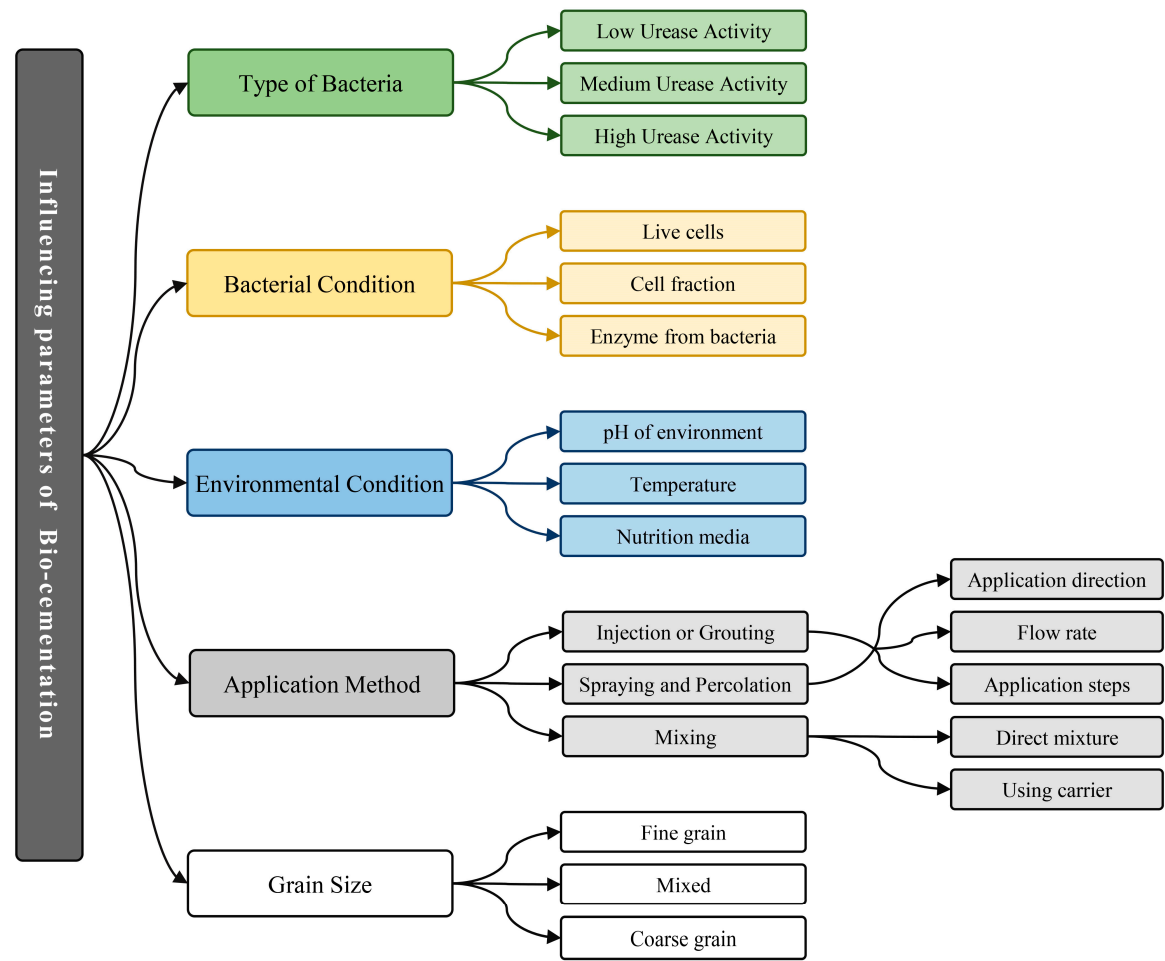 Influencing parameters of Bio-cementation
Type of Bacteria
Low Urease Activity
Medium Urease Activity
High Urease Activity
Bacterial Condition
Live cells
Cell fraction
Enzyme from bacteria
Environmental Condition
pH of environment
Temperature
Nutrition media
Application Method
Injection or Grouting
Spraying and Percolation
Mixing
Application direction
Flow rate
Application steps
Direct mixture
Using carrier
Grain Size
Fine grain
Mixed
Coarse grain